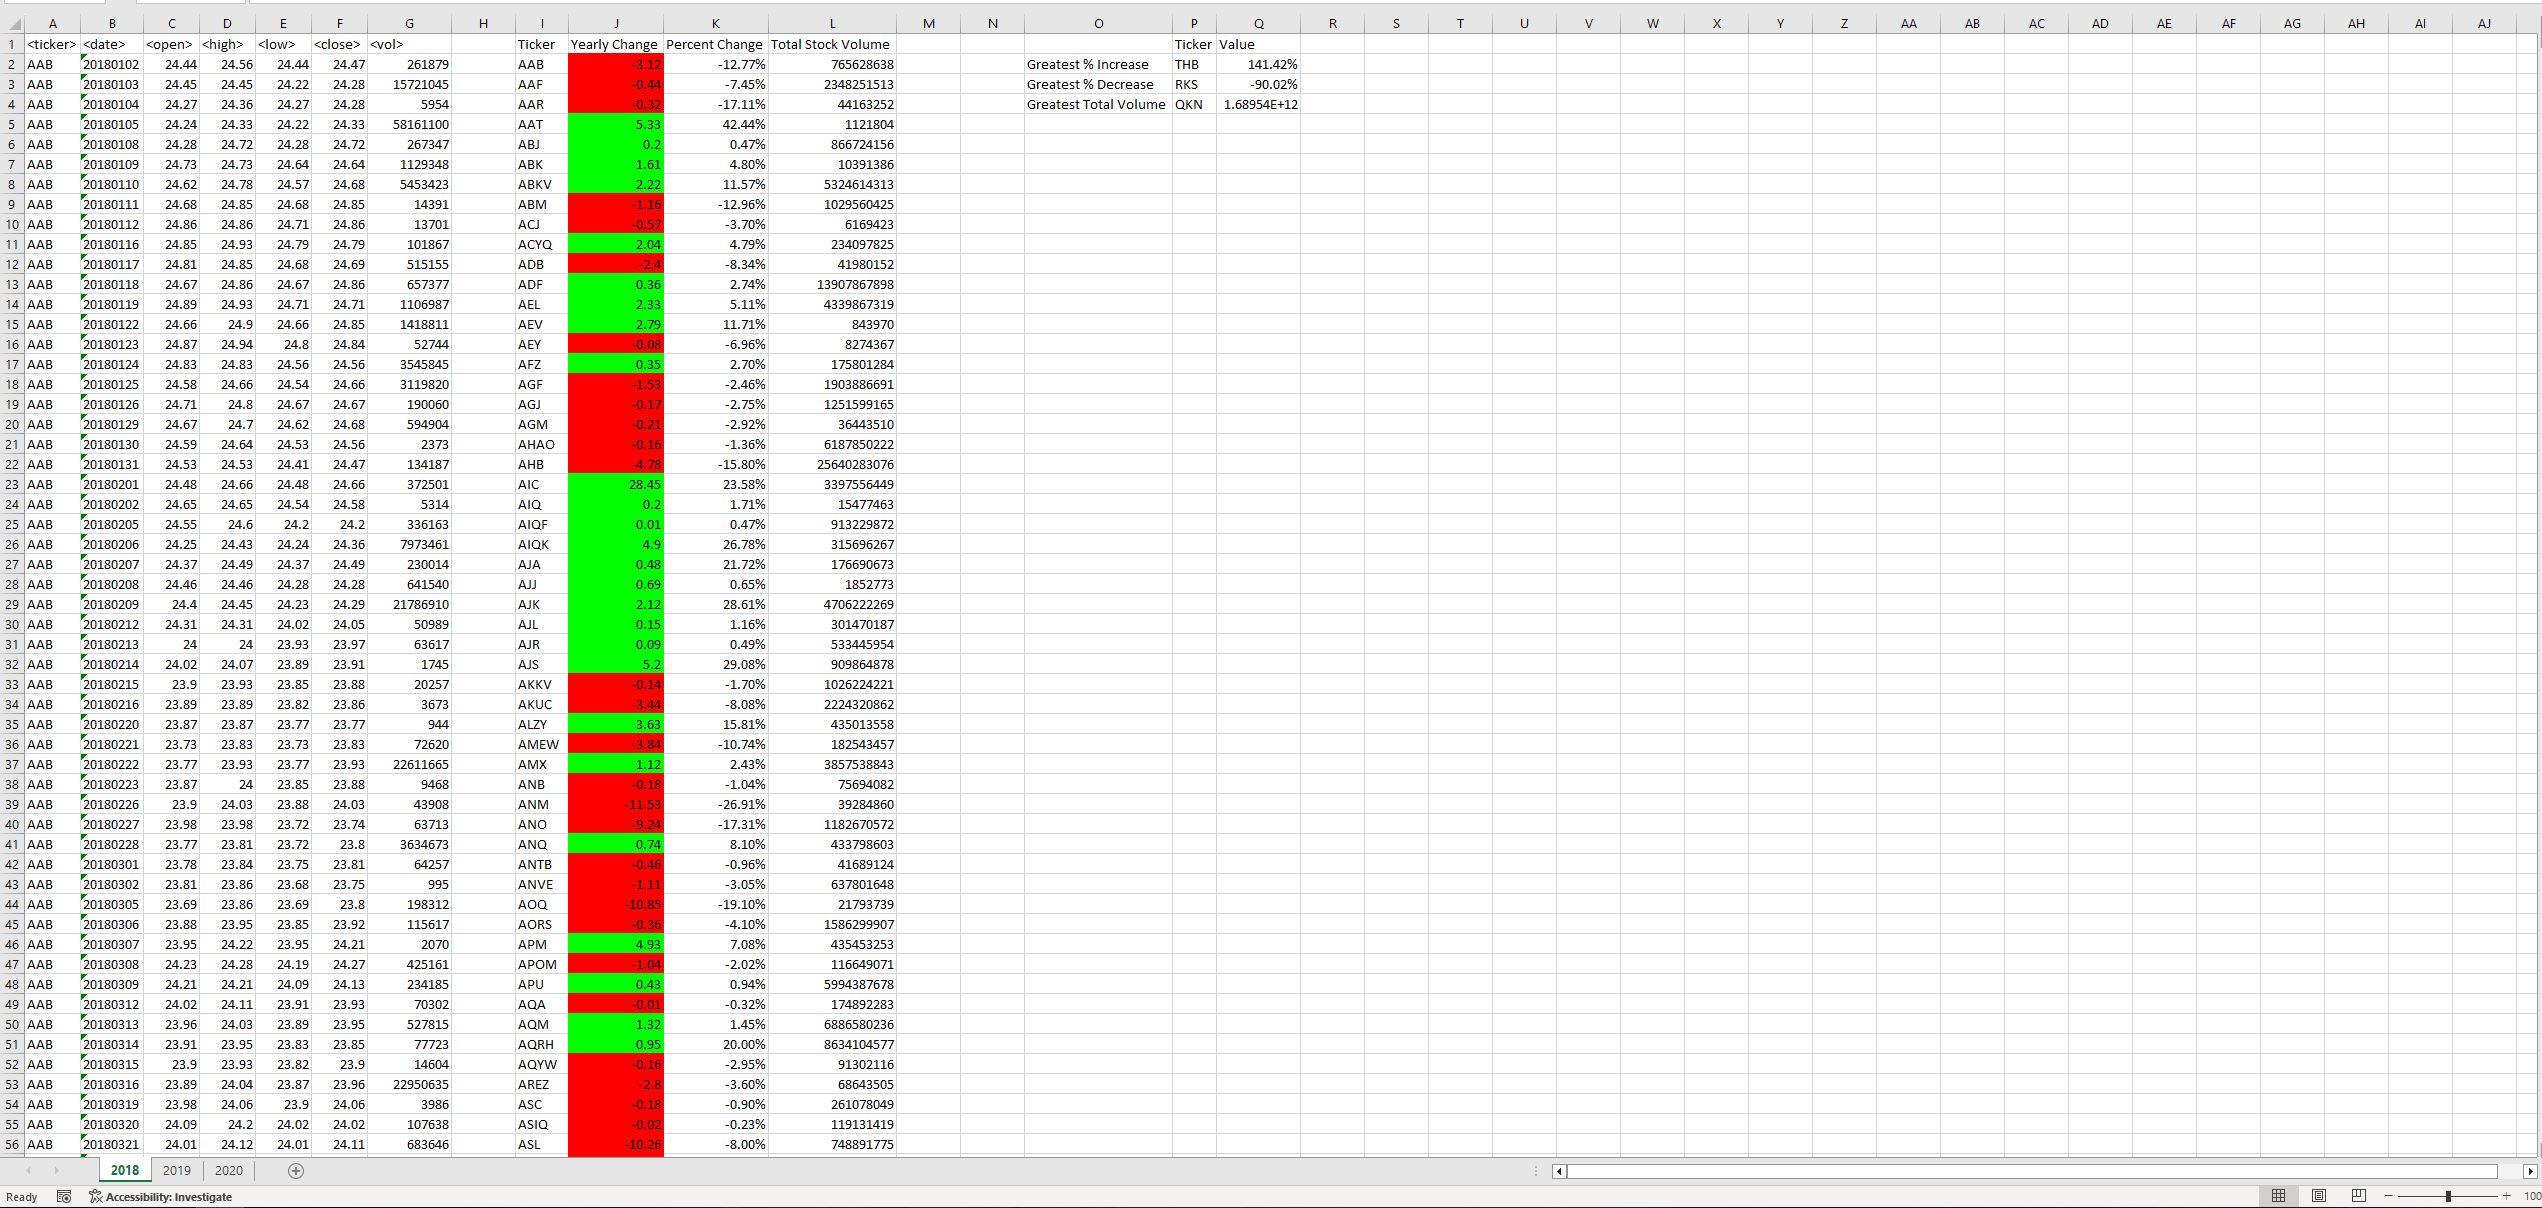 A B C D E F G H I J K L M N O P Q R S T U V W X Y Z AA AB AC AD AE AF AG AH AI AJ
1 <ticker> <date> <open> <high> <low> <close> <vol> Ticker Yearly Change Percent Change Total Stock Volume Ticker Value
2 AAB 20180102 24.44 24.56 24.44 24.47 261879 AAB -3.12 -12.77% 765628638 Greatest % Increase THB 141.42%
3 AAB 20180103 24.45 24.45 24.22 24.28 15721045 AAF -0.44 -7.45% 2348251513 Greatest % Decrease RKS -90.02%
4 AAB 20180104 24.27 24.36 24.27 24.28 5954 AAR -0.32 -17.11% 44163252 Greatest Total Volume QKN 1.68954E+12
5 AAB 20180105 24.24 24.33 24.22 24.33 58161100 AAT 5.33 42.44% 1121804
6 AAB 20180108 24.28 24.72 24.28 24.72 267347 ABJ 0.2 0.47% 866724156
7 AAB 20180109 24.73 24.73 24.64 24.64 1129348 ABK 1.61 4.80% 10391386
8 AAB 20180110 24.62 24.78 24.57 24.68 5453423 ABKV 2.22 11.57% 5324614313
9 AAB 20180111 24.68 24.85 24.68 24.85 14391 ABM -1.16 -12.96% 1029560425
10 AAB 20180112 24.86 24.86 24.71 24.86 13701 ACJ -0.57 -3.70% 6169423
11 AAB 20180116 24.85 24.93 24.79 24.79 101867 ACYQ 2.04 4.79% 234097825
12 AAB 20180117 24.81 24.85 24.68 24.69 515155 ADB -2.4 -8.34% 41980152
13 AAB 20180118 24.67 24.86 24.67 24.86 657377 ADF 0.36 2.74% 13907867898
14 AAB 20180119 24.89 24.93 24.71 24.71 1106987 AEL 2.33 5.11% 4339867319
15 AAB 20180122 24.66 24.9 24.66 24.85 1418811 AEV 2.79 11.71% 843970
16 AAB 20180123 24.87 24.94 24.8 24.84 52744 AEY -0.08 -6.96% 8274367
17 AAB 20180124 24.83 24.83 24.56 24.56 3545845 AFZ 0.35 2.70% 175801284
18 AAB 20180125 24.58 24.66 24.54 24.66 3119820 AGF -1.53 -2.46% 1903886691
19 AAB 20180126 24.71 24.8 24.67 24.67 190060 AGJ -0.17 -2.75% 1251599165
20 AAB 20180129 24.67 24.7 24.62 24.68 594904 AGM -0.21 -2.92% 36443510
21 AAB 20180130 24.59 24.64 24.53 24.56 2373 AHAO -0.16 -1.36% 6187850222
22 AAB 20180131 24.53 24.53 24.41 24.47 134187 AHB -4.78 -15.80% 25640283076
23 AAB 20180201 24.48 24.66 24.48 24.66 372501 AIC 28.45 23.58% 3397556449
24 AAB 20180202 24.65 24.65 24.54 24.58 5314 AIQ 0.2 1.71% 15477463
25 AAB 20180205 24.55 24.6 24.2 24.2 336163 AIQF 0.01 0.47% 913229872
26 AAB 20180206 24.25 24.43 24.24 24.36 7973461 AIQK 4.9 26.78% 315696267
27 AAB 20180207 24.37 24.49 24.37 24.49 230014 AJA 0.48 21.72% 176690673
28 AAB 20180208 24.46 24.46 24.28 24.28 641540 AJJ 0.69 0.65% 1852773
29 AAB 20180209 24.4 24.45 24.23 24.29 21786910 AJK 2.12 28.61% 4706222269
30 AAB 20180212 24.31 24.31 24.02 24.05 50989 AJL 0.15 1.16% 301470187
31 AAB 20180213 24 24 23.93 23.97 63617 AJR 0.09 0.49% 533445954
32 AAB 20180214 24.02 24.07 23.89 23.91 1745 AJS 5.2 29.08% 909864878
33 AAB 20180215 23.9 23.93 23.85 23.88 20257 AKKV -0.14 -1.70% 1026224221
34 AAB 20180216 23.89 23.89 23.82 23.86 3673 AKUC -3.44 -8.08% 2224320862
35 AAB 20180220 23.87 23.87 23.77 23.77 944 ALZY 3.63 15.81% 435013558
36 AAB 20180221 23.73 23.83 23.73 23.83 72620 AMEW -3.84 -10.74% 182543457
37 AAB 20180222 23.77 23.93 23.77 23.93 22611665 AMX 1.12 2.43% 3857538843
38 AAB 20180223 23.87 24 23.85 23.88 9468 ANB -0.18 -1.04% 75694082
39 AAB 20180226 23.9 24.03 23.88 24.03 43908 ANM -11.53 -26.91% 39284860
40 AAB 20180227 23.98 23.98 23.72 23.74 63713 ANO -9.24 -17.31% 1182670572
41 AAB 20180228 23.77 23.81 23.72 23.8 3634673 ANQ 0.74 8.10% 433798603
42 AAB 20180301 23.78 23.84 23.75 23.81 64257 ANTB -0.46 -0.96% 41689124
43 AAB 20180302 23.81 23.86 23.68 23.75 995 ANVE -1.11 -3.05% 637801648
44 AAB 20180305 23.69 23.86 23.69 23.8 198312 AOQ -10.85 -19.10% 21793739
45 AAB 20180306 23.88 23.95 23.85 23.92 115617 AORS -0.36 -4.10% 1586299907
46 AAB 20180307 23.95 24.22 23.95 24.21 2070 APM 4.93 7.08% 435453253
47 AAB 20180308 24.23 24.28 24.19 24.27 425161 APOM -1.04 -2.02% 116649071
48 AAB 20180309 24.21 24.21 24.09 24.13 234185 APU 0.43 0.94% 5994387678
49 AAB 20180312 24.02 24.11 23.91 23.93 70302 AQA -0.01 -0.32% 174892283
50 AAB 20180313 23.96 24.03 23.89 23.95 527815 AQM 1.32 1.45% 6886580236
51 AAB 20180314 23.91 23.95 23.83 23.85 77723 AQRH 0.95 20.00% 8634104577
52 AAB 20180315 23.9 23.93 23.82 23.9 14604 AQYW -0.16 -2.95% 91302116
53 AAB 20180316 23.89 24.04 23.87 23.96 22950635 AREZ -2.8 -3.60% 68643505
54 AAB 20180319 23.98 24.06 23.9 24.06 3986 ASC -0.18 -0.90% 261078049
55 AAB 20180320 24.09 24.2 24.02 24.02 107638 ASIQ -0.02 -0.23% 119131419
56 AAB 20180321 24.01 24.12 24.01 24.11 683646 ASL -10.26 -8.00% 748891775
2018 2019 2020
Ready Accessibility: Investigate 100